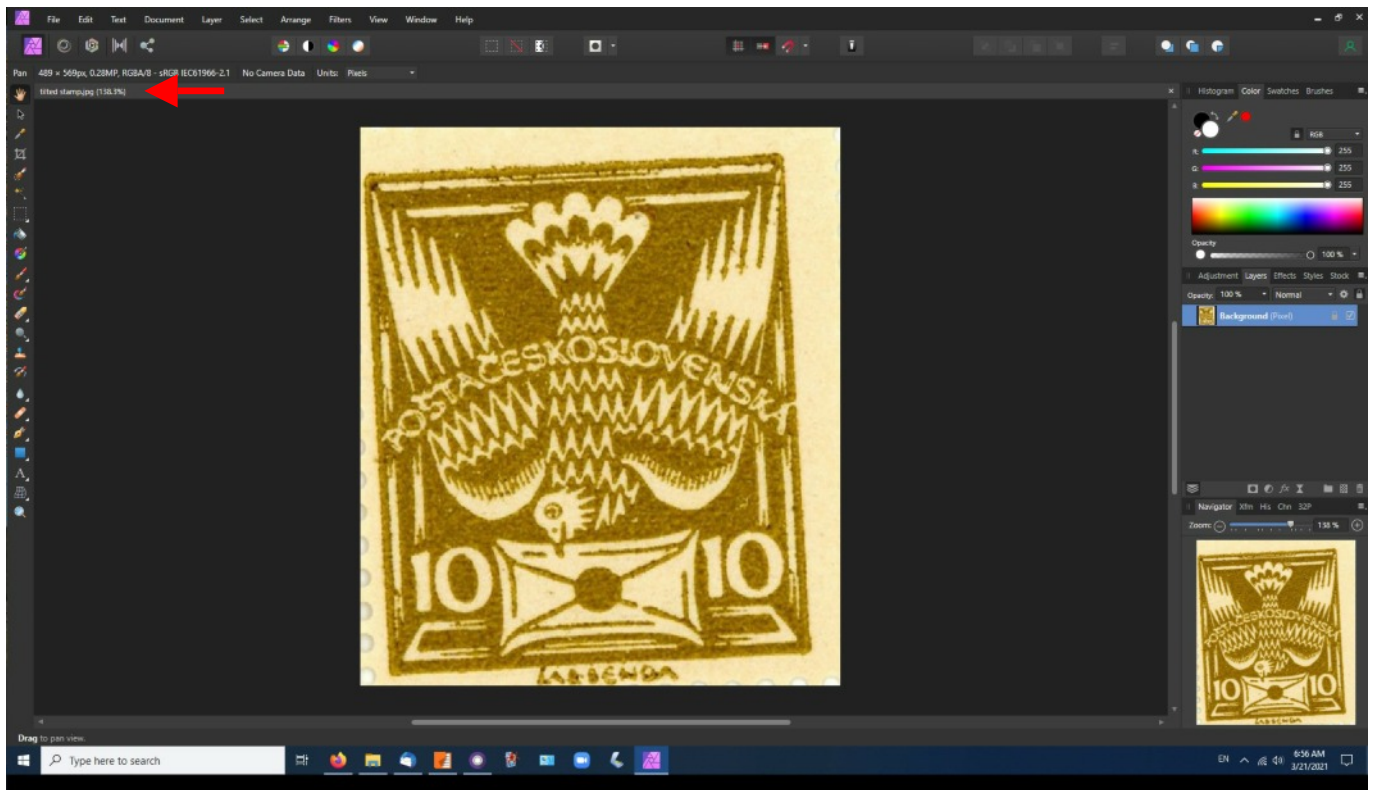 File Edit Text Document Layer Select Arrange Filters View Window Help
Pan 489 × 569px, 0.28MP, RGBA/8 - sRGB IEC61966-2.1 No Camera Data Units: Pixels
tilted stamp.jpg (138.3%)
Histogram Color Swatches Brushes
RGB
R: 255
G: 255
B: 255
Opacity
100 %
Adjustment Layers Effects Styles Stock
Opacity: 100 % Normal
Background (Pixel)
POSTA ČESKOSLOVENSKÁ
10 10
Navigator Xfm His Chn 32P
Zoom: 138 %
10 10
Drag to pan view.
Type here to search
EN 6:56 AM
3/21/2021